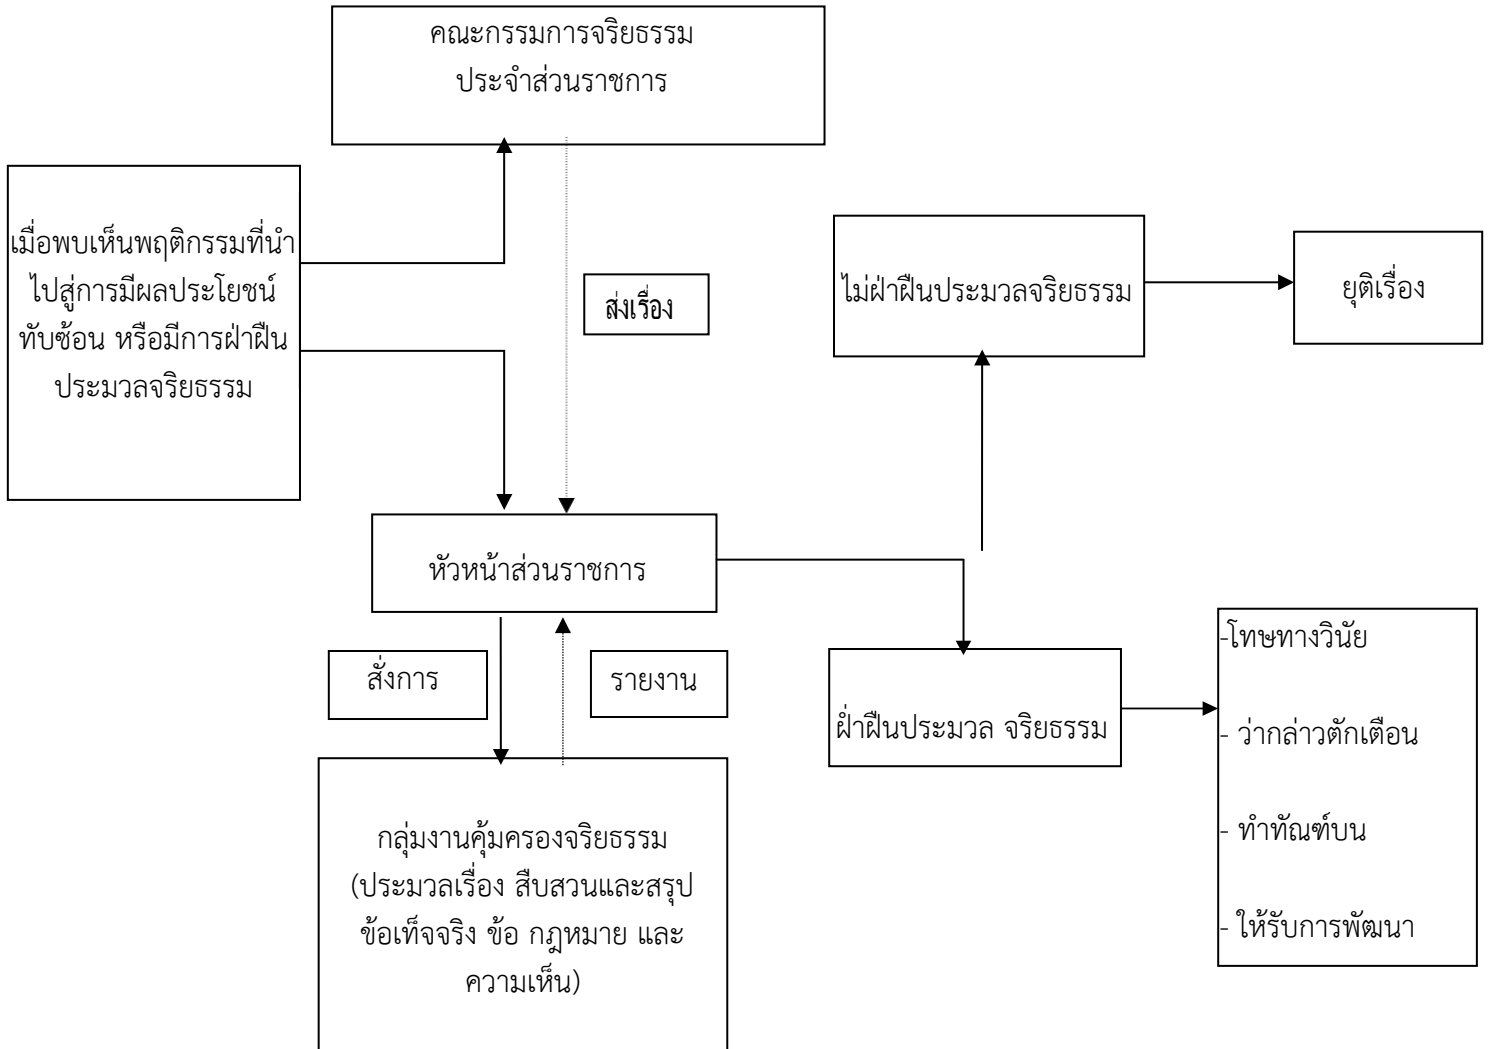 คณะกรรมการจริยธรรม
ประจำส่วนราชการ
เมื่อพบเห็นพฤติกรรมที่นำ
ไปสู่การมีผลประโยชน์
ทับซ้อน หรือมีการฝ่าฝืน
ประมวลจริยธรรม
ส่งเรื่อง
ไม่ฝ่าฝืนประมวลจริยธรรม
ยุติเรื่อง
หัวหน้าส่วนราชการ
สั่งการ
รายงาน
ฝ่ำฝืนประมวล จริยธรรม
-โทษทางวินัย
- ว่ากล่าวตักเตือน
- ทำทัณฑ์บน
- ให้รับการพัฒนา
กลุ่มงานคุ้มครองจริยธรรม
(ประมวลเรื่อง สืบสวนและสรุป
ข้อเท็จจริง ข้อ กฎหมาย และ
ความเห็น)